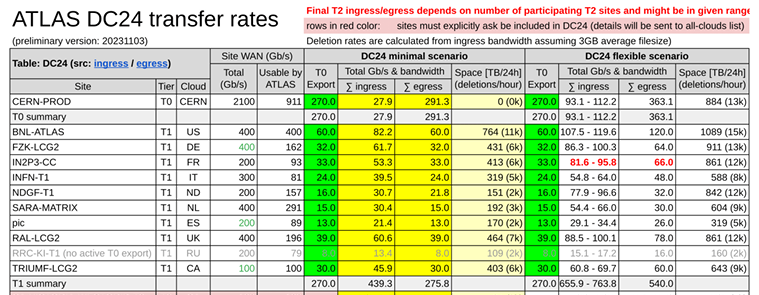 ATLAS DC24 transfer rates
Final T2 ingress/egress depends on number of participating T2 sites and might be in given range
rows in red color: sites must explicitly ask be included in DC24 (details will be sent to all-clouds list)
(preliminary version: 20231103)
Deletion rates are calculated from ingress bandwidth assuming 3GB average filesize)
Table: DC24 (src: ingress / egress) Site WAN (Gb/s) DC24 minimal scenario DC24 flexible scenario
Total (Gb/s) Usable by ATLAS T0 Export Total Gb/s & bandwidth Space [TB/24h] (deletions/hour) T0 Export Total Gb/s & bandwidth Space [TB/24h] (deletions/hour)
Site Tier Cloud ∑ ingress ∑ egress ∑ ingress ∑ egress
CERN-PROD T0 CERN 2100 911 270.0 27.9 291.3 0 (0k) 270.0 93.1 - 112.2 363.1 884 (13k)
T0 summary 270.0 27.9 291.3 270.0 93.1 - 112.2 363.1
BNL-ATLAS T1 US 400 400 60.0 82.2 60.0 764 (11k) 60.0 107.5 - 119.6 120.0 1089 (15k)
FZK-LCG2 T1 DE 400 162 32.0 61.7 32.0 431 (6k) 32.0 86.3 - 100.3 64.0 911 (13k)
IN2P3-CC T1 FR 200 93 33.0 53.3 33.0 413 (6k) 33.0 81.6 - 95.8 66.0 861 (12k)
INFN-T1 T1 IT 300 81 24.0 39.5 24.0 319 (5k) 24.0 54.8 - 64.0 48.0 588 (8k)
NDGF-T1 T1 ND 200 157 16.0 30.7 21.8 151 (2k) 16.0 77.9 - 96.6 32.0 842 (12k)
SARA-MATRIX T1 NL 400 291 15.0 30.4 15.0 192 (3k) 15.0 54.4 - 66.0 30.0 604 (9k)
pic T1 ES 200 89 13.0 21.4 13.0 170 (2k) 13.0 29.1 - 34.4 26.0 319 (5k)
RAL-LCG2 T1 UK 400 196 39.0 60.6 39.0 464 (7k) 39.0 88.5 - 100.1 78.0 861 (12k)
RRC-KI-T1 (no active T0 export) T1 RU 200 79 13.4 8.0 109 (2k) 15.1 - 17.2 16.0 160 (2k)
TRIUMF-LCG2 T1 CA 100 100 30.0 45.9 30.0 403 (6k) 30.0 60.8 - 69.7 60.0 643 (9k)
T1 summary 270.0 439.3 275.8 270.0 655.9 - 763.8 540.0